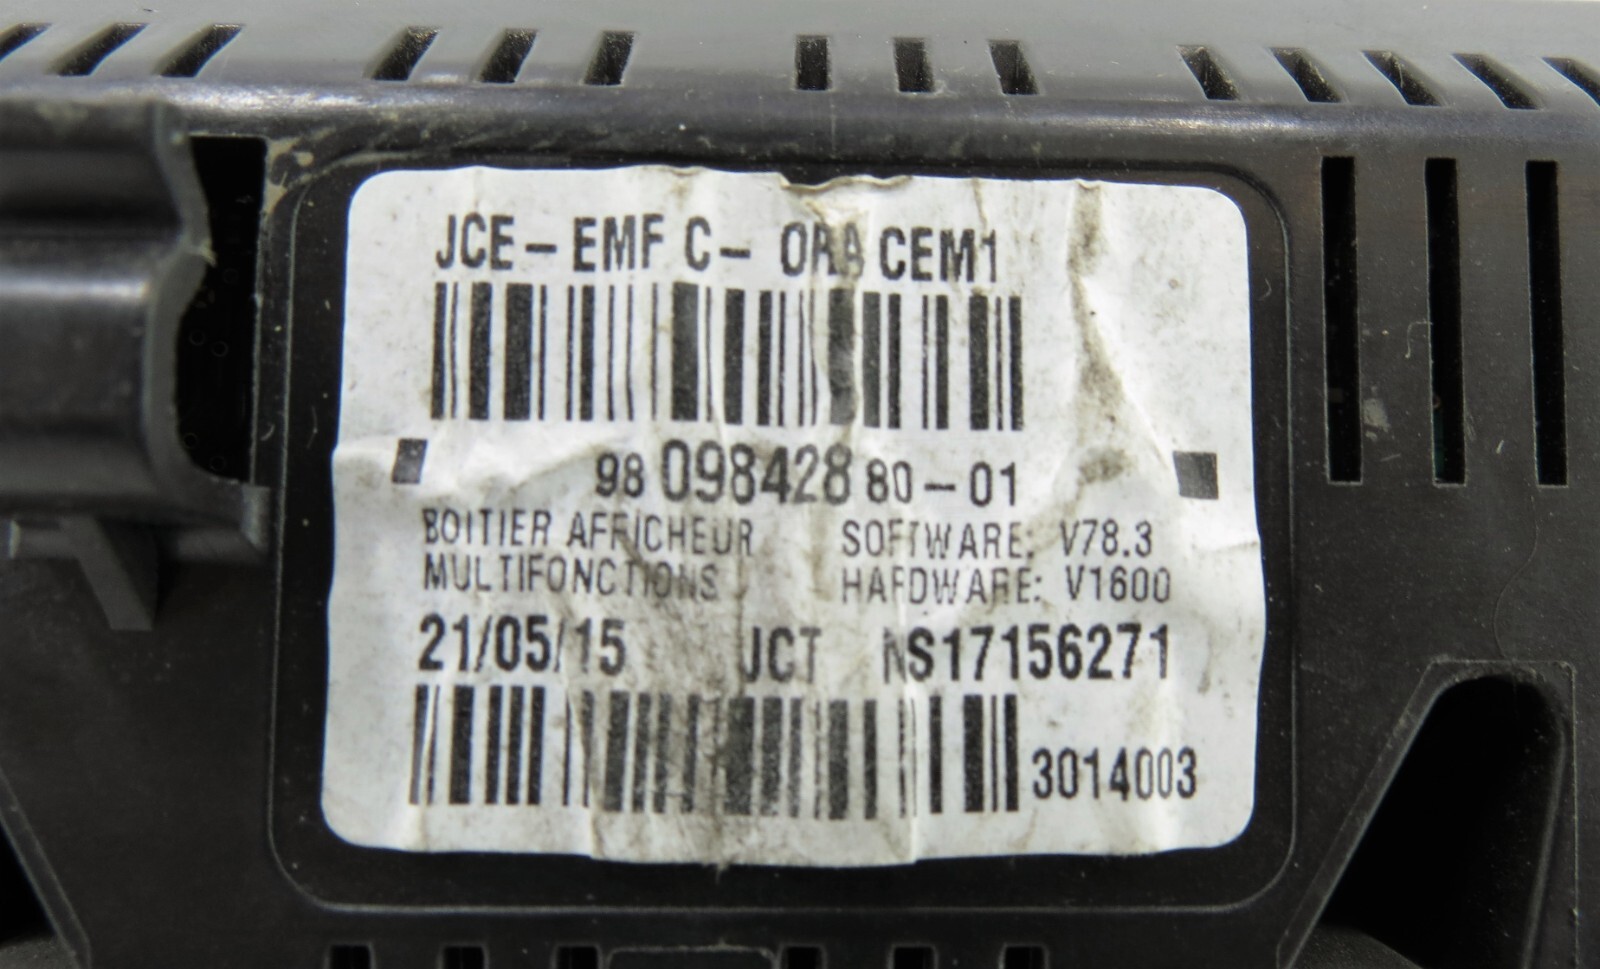 JCE-EMF C- ORA CEM1
98 098428 80-01
BOITIER AFFICHEUR SOFTWARE: V78.3
MULTIFONCTIONS HARDWARE: V1600
21/05/15 JCT NS17156271
3014003